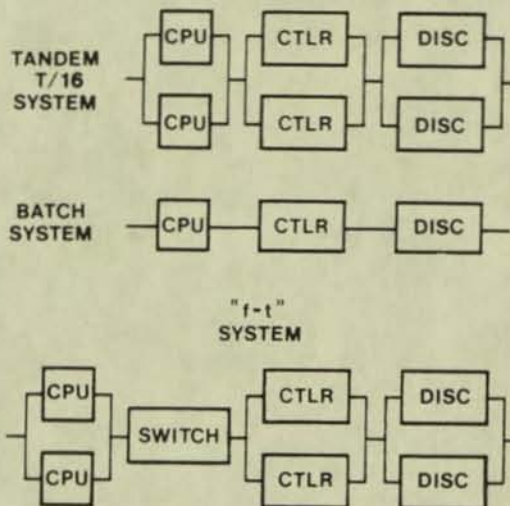 CPU CTLR DISC
TANDEM
T/16
SYSTEM
CPU CTLR DISC
BATCH
SYSTEM
CPU CTLR DISC
"f-t"
SYSTEM
CPU CTLR DISC
SWITCH
CPU CTLR DISC